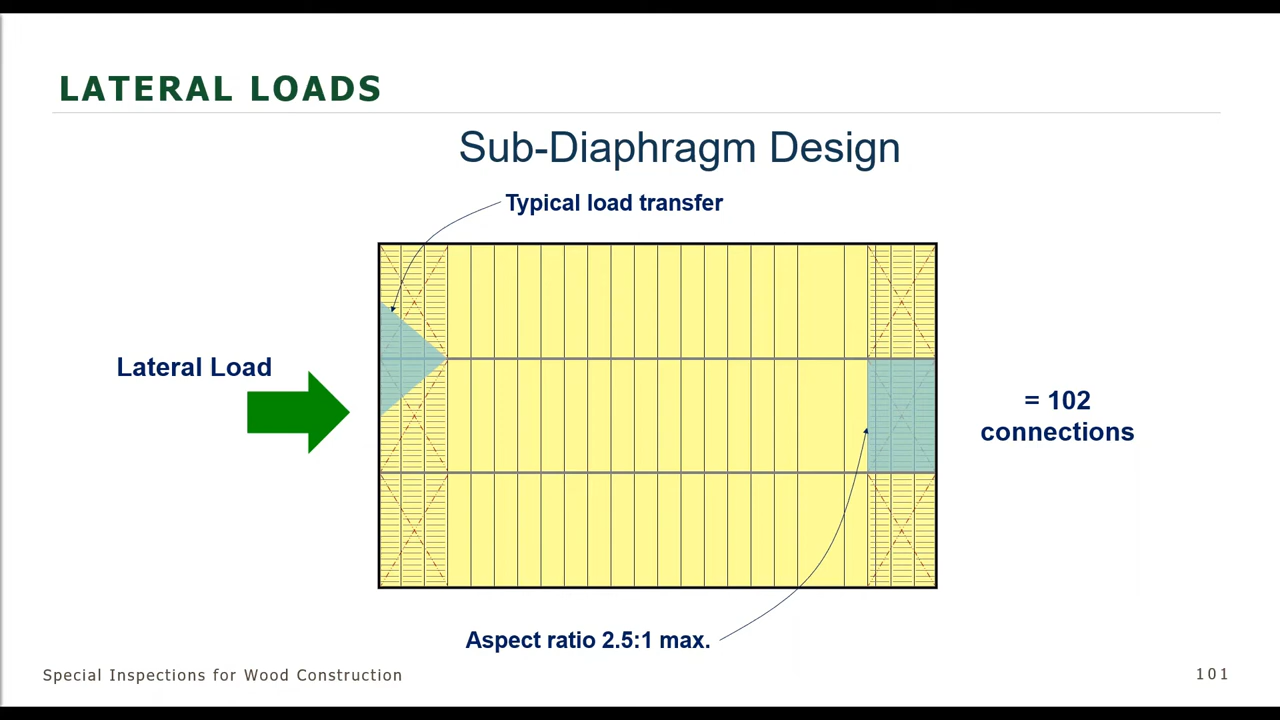 LATERAL LOADS
Sub-Diaphragm Design
Typical load transfer
Lateral Load
= 102
connections
Aspect ratio 2.5:1 max.
Special Inspections for Wood Construction
101